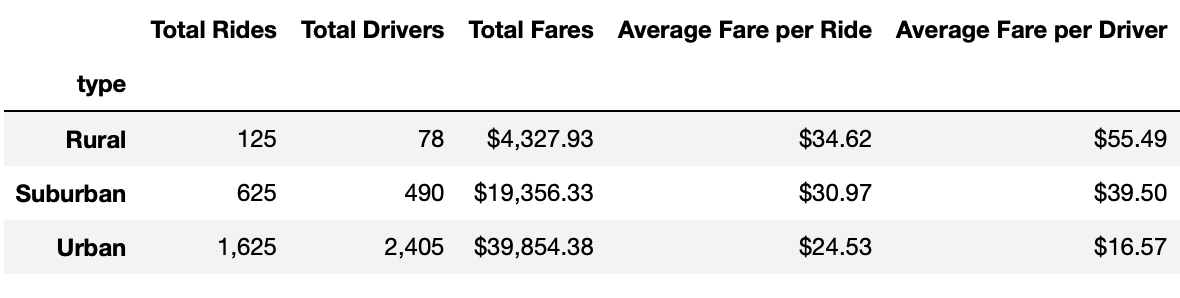 Total Rides Total Drivers Total Fares Average Fare per Ride Average Fare per Driver
type
Rural 125 78 $4,327.93 $34.62 $55.49
Suburban 625 490 $19,356.33 $30.97 $39.50
Urban 1,625 2,405 $39,854.38 $24.53 $16.57